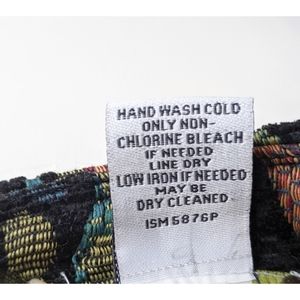 HAND WASH COLD
ONLY NON-
CHLORINE BLEACH
IF NEEDED
LINE DRY
LOW IRON IF NEEDED
MAY BE
DRY CLEANED
ISM5876P